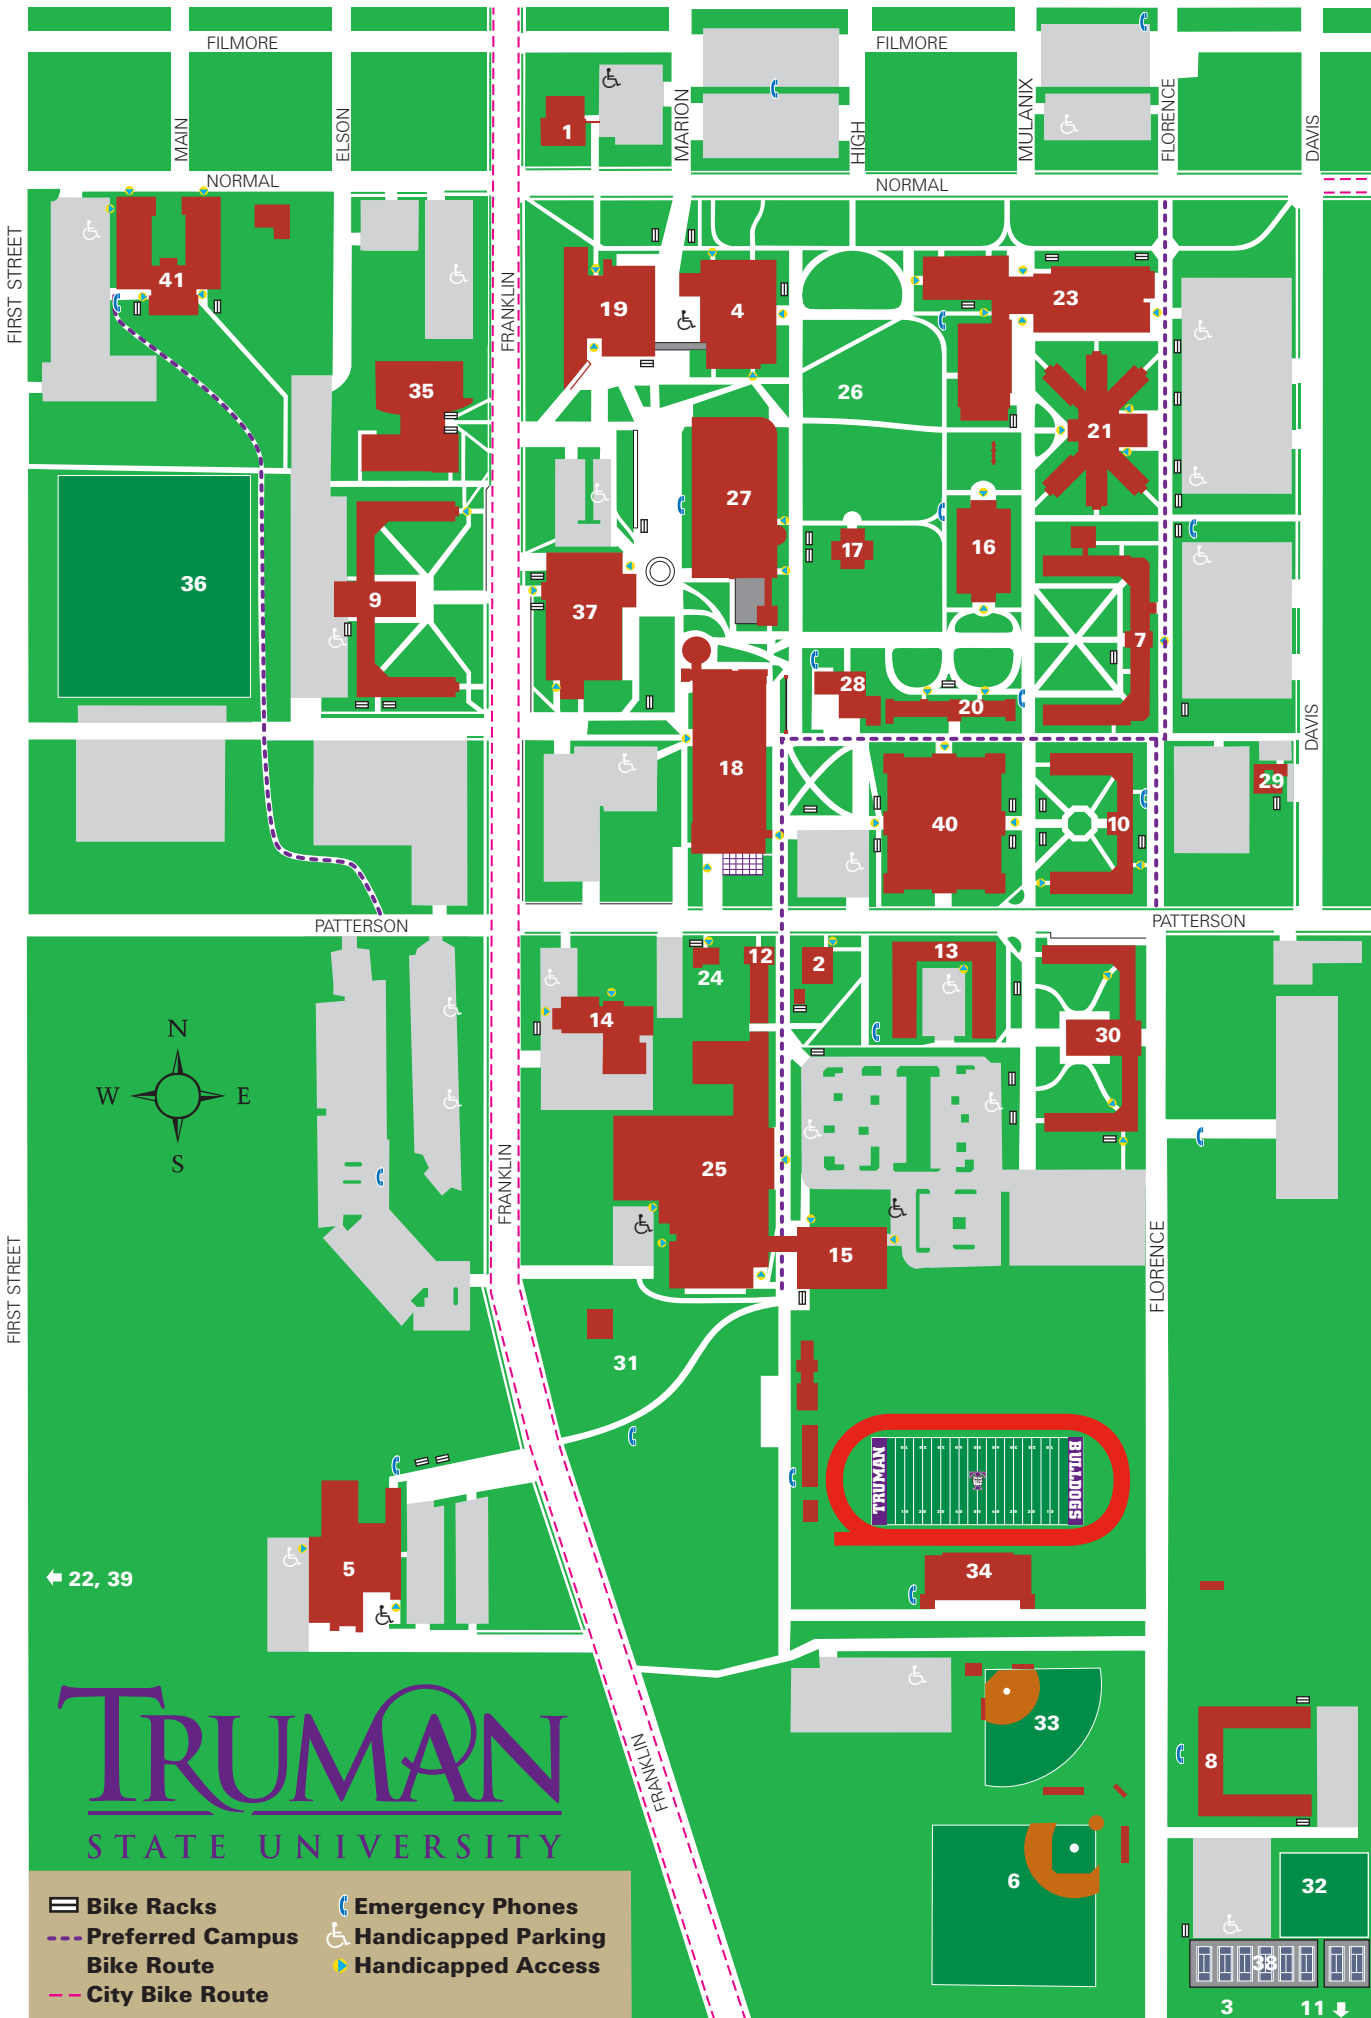 FILMORE
FILMORE
MAIN
ELSON
MARION
HIGH
MULANIX
FLORENCE
DAVIS
1
NORMAL
NORMAL
FIRST STREET
FRANKLIN
41
19
4
23
35
26
21
27
36
9
37
17
16
7
28
20
DAVIS
18
29
40
10
PATTERSON
PATTERSON
24
12
2
13
14
30
N
W E
S
25
FRANKLIN
15
FIRST STREET
FLORENCE
31
TRUMAN
BULLDOGS
5
34
22, 39
33
FRANKLIN
8
6
32
38
3
11
TRUMAN
STATE UNIVERSITY
Bike Racks
Preferred Campus
Bike Route
City Bike Route
Emergency Phones
Handicapped Parking
Handicapped Access